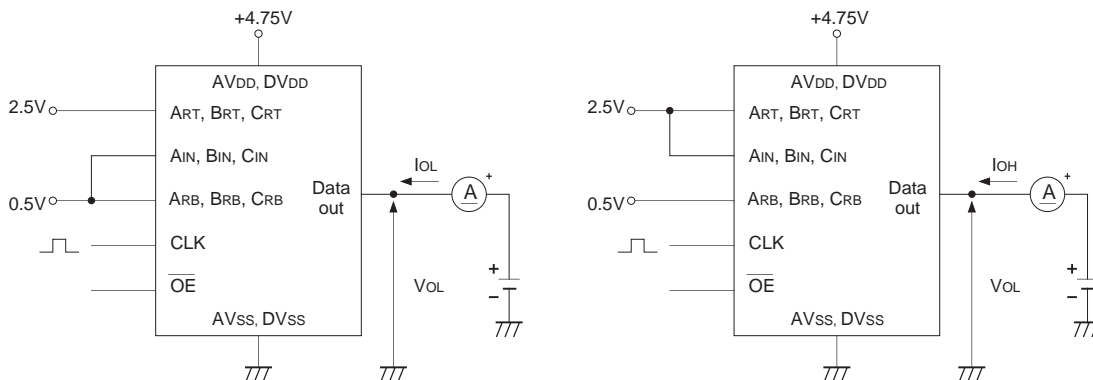 +4.75V
AVDD, DVDD
2.5V
ART, BRT, CRT
AIN, BIN, CIN
IOL
A
+
Data
out
0.5V
ARB, BRB, CRB
CLK
OE
VOL
+
−
AVSS, DVSS
+4.75V
AVDD, DVDD
2.5V
ART, BRT, CRT
AIN, BIN, CIN
IOH
A
+
Data
out
0.5V
ARB, BRB, CRB
CLK
OE
VOL
+
−
AVSS, DVSS